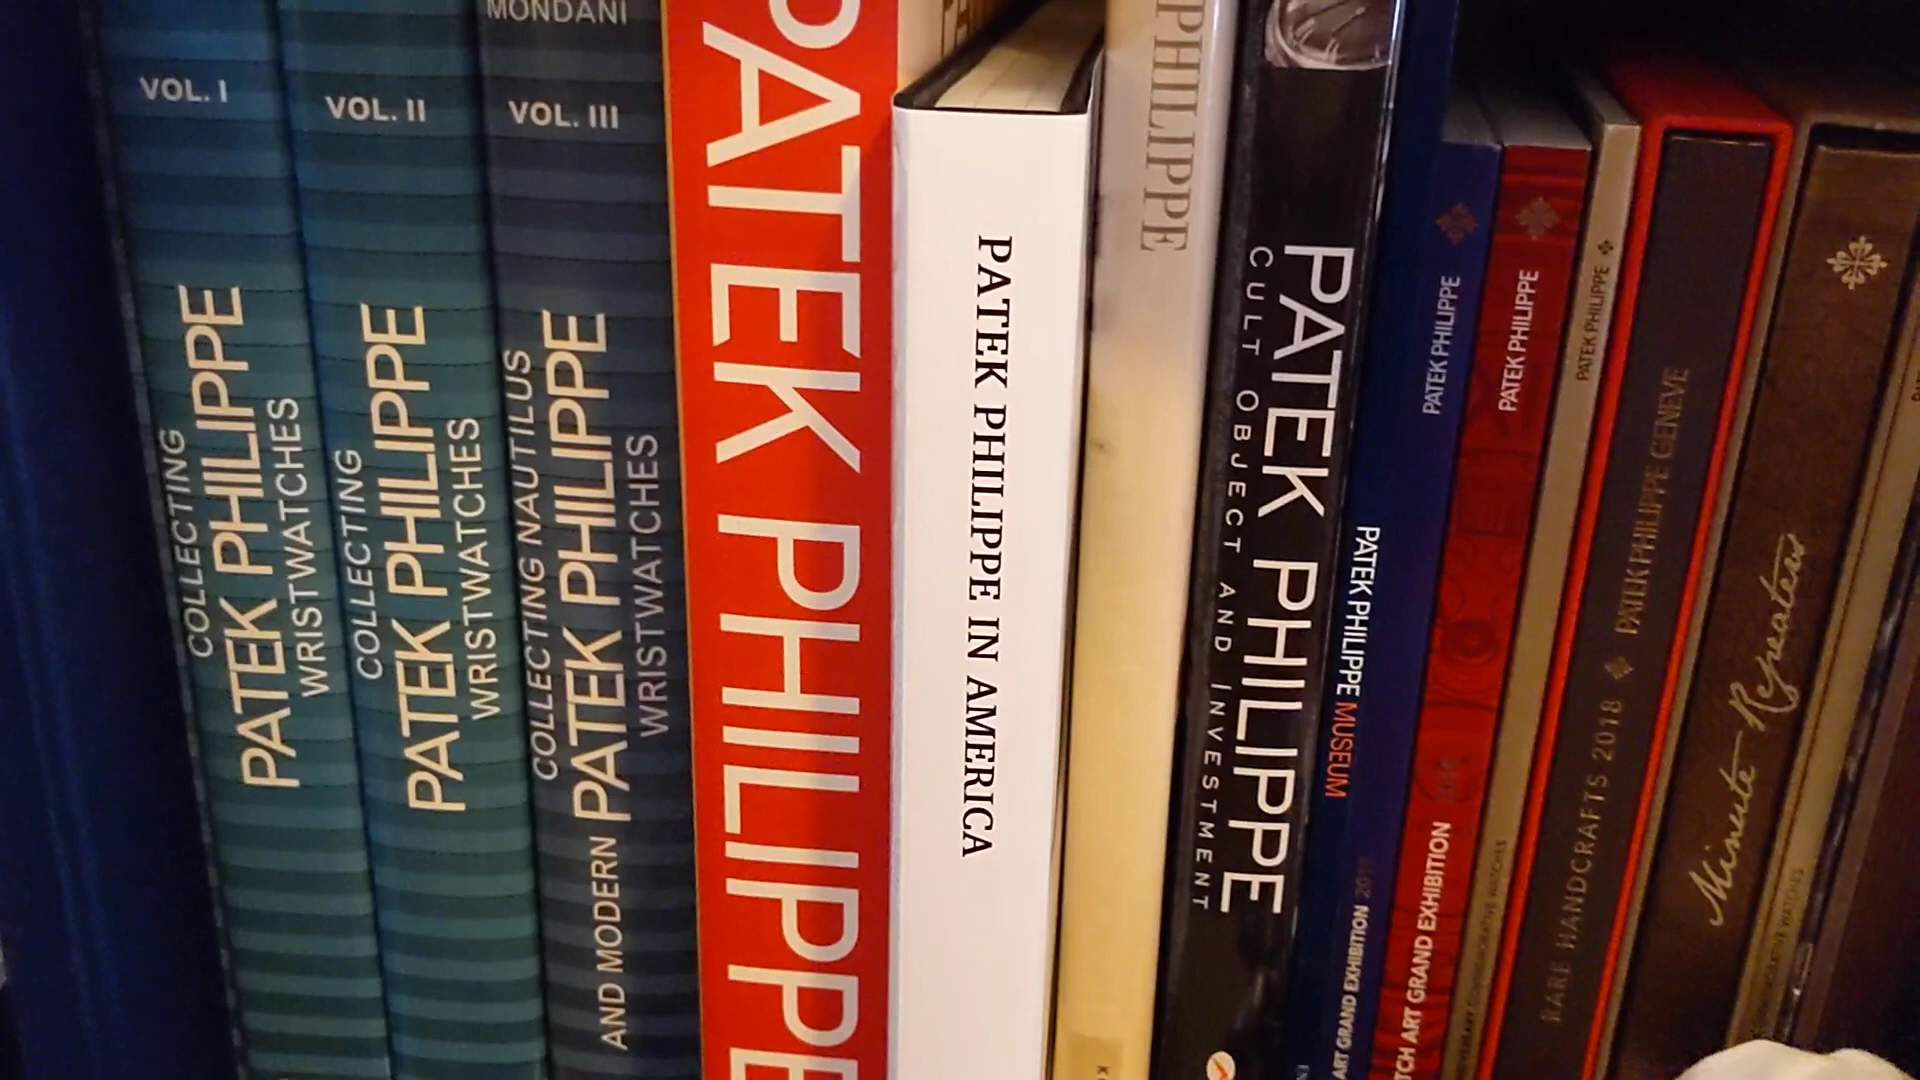 VOL. I
COLLECTING
PATEK PHILIPPE
WRISTWATCHES
VOL. II
COLLECTING
PATEK PHILIPPE
WRISTWATCHES
MONDANI
VOL. III
COLLECTING NAUTILUS
AND MODERN PATEK PHILIPPE
WRISTWATCHES
PATEK PHILIPPE
PATEK PHILIPPE IN AMERICA
PHILIPPE
PATEK PHILIPPE
CULT OBJECT AND INVESTMENT
PATEK PHILIPPE MUSEUM
PATEK PHILIPPE
ART GRAND EXHIBITION
PATEK PHILIPPE
ART GRAND EXHIBITION
PATEK PHILIPPE
COMMEMORATIVE WATCHES
RARE HANDCRAFTS 2018 PATEK PHILIPPE GENEVE
Minute Repeaters
WATCHES